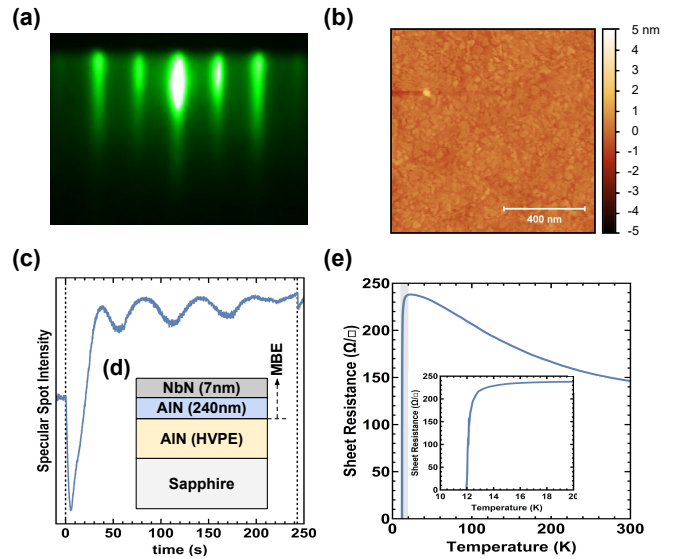 (a)
(b)
5 nm
4
3
2
1
0
-1
-2
-3
-4
-5
400 nm
(c)
Specular Spot Intensity
(d)
MBE
NbN (7nm)
AlN (240nm)
AlN (HVPE)
Sapphire
0 50 100 150 200 250
time (s)
(e)
Sheet Resistance (Ω/□)
250
200
150
100
50
0
0 100 200 300
Temperature (K)
Sheet Resistance (Ω/□)
250
200
150
100
50
0
10 12 14 16 18 20
Temperature (K)